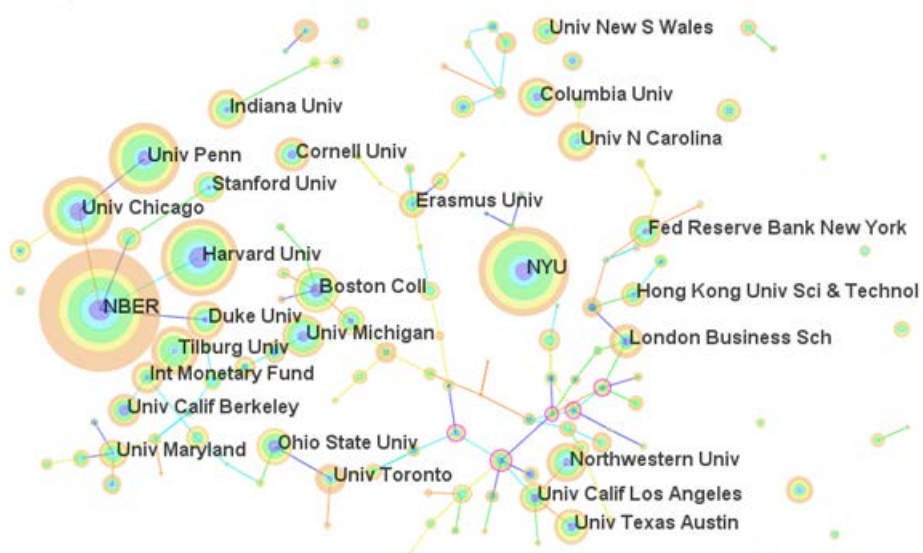 Univ New S Wales
Columbia Univ
Indiana Univ
Univ N Carolina
Cornell Univ
Univ Penn
Stanford Univ
Erasmus Univ
Univ Chicago
Fed Reserve Bank New York
Harvard Univ
NYU
Boston Coll
Hong Kong Univ Sci & Technol
NBER
Duke Univ
Univ Michigan
London Business Sch
Tilburg Univ
Int Monetary Fund
Univ Calif Berkeley
Ohio State Univ
Univ Maryland
Northwestern Univ
Univ Toronto
Univ Calif Los Angeles
Univ Texas Austin